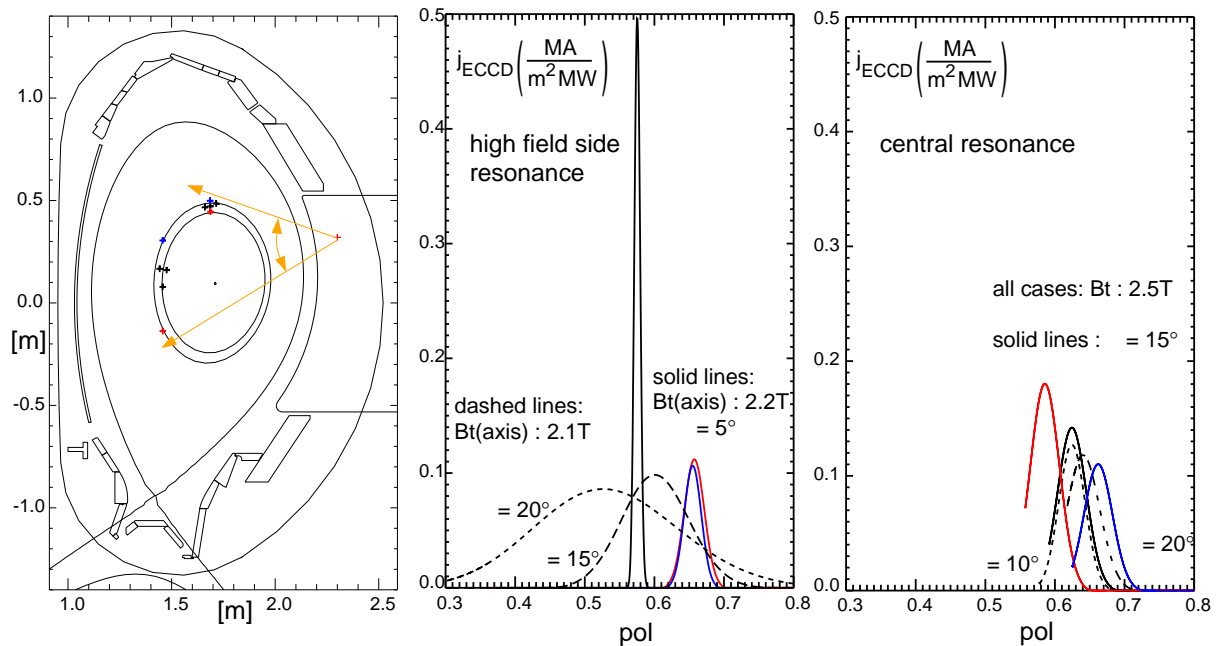 1.0
0.5
0.0
[m]
-0.5
-1.0
1.0
1.5
2.0
2.5
[m]
0.5
j_ECCD(MA/m²MW)
0.4
high field side
resonance
0.3
0.2
solid lines:
Bt(axis) : 2.2T
= 5°
dashed lines:
Bt(axis) : 2.1T
0.1
= 20°
= 15°
0.0
0.3
0.4
0.5
0.6
0.7
0.8
pol
0.5
j_ECCD(MA/m²MW)
0.4
central resonance
0.3
all cases: Bt : 2.5T
solid lines : = 15°
0.2
0.1
= 10°
= 20°
0.0
0.3
0.4
0.5
0.6
0.7
0.8
pol